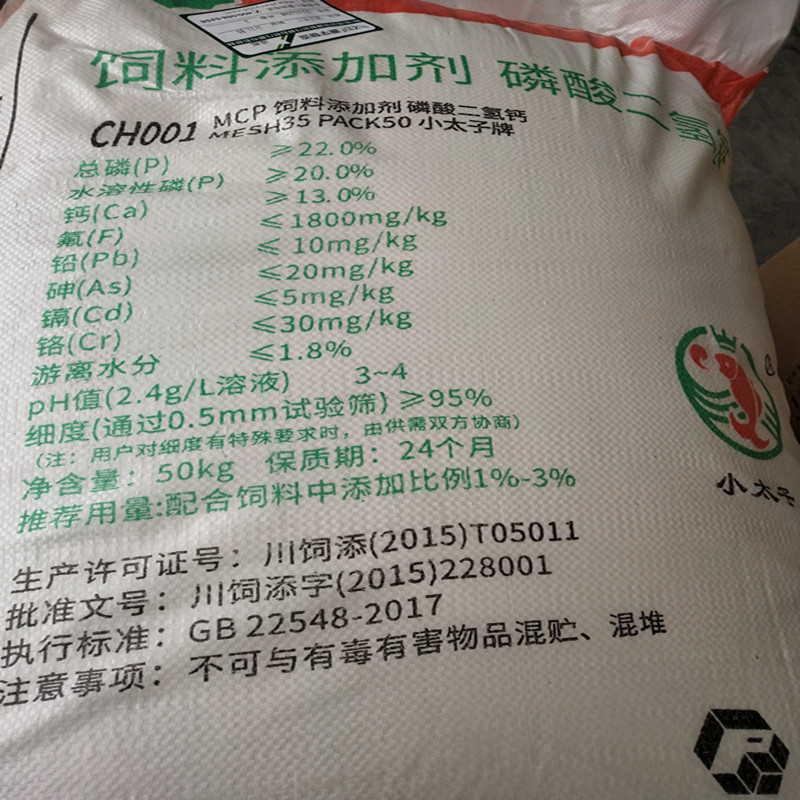 饲料添加剂 磷酸二氢钙
CH001 MCP 饲料添加剂 磷酸二氢钙
MESH35 PACK50 小太子牌
总磷(P) ≥22.0%
水溶性磷(P) ≥20.0%
钙(Ca) ≥13.0%
氟(F) ≤1800mg/kg
铅(Pb) ≤10mg/kg
砷(As) ≤20mg/kg
镉(Cd) ≤5mg/kg
铬(Cr) ≤30mg/kg
游离水分 ≤1.8%
pH值(2.4g/L溶液) 3~4
细度(通过0.5mm试验筛) ≥95%
(注：用户对细度有特殊要求时，由供需双方协商)
净含量：50kg 保质期：24个月
推荐用量:配合饲料中添加比例1%-3%
小太子
生产许可证号：川饲添(2015)T05011
批准文号：川饲添字(2015)228001
执行标准：GB 22548-2017
注意事项：不可与有毒有害物品混贮、混堆